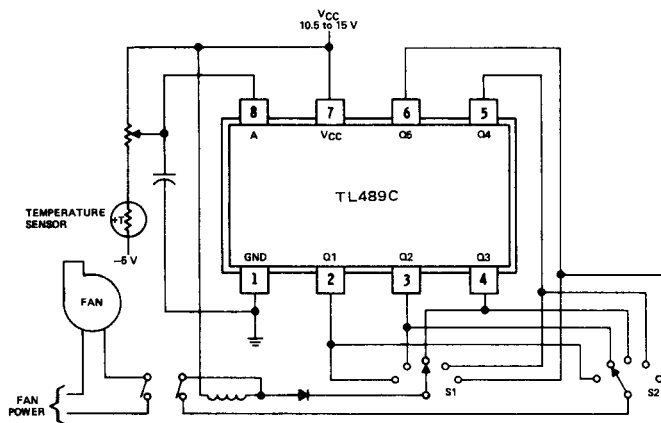 VCC
10.5 to 15 V
8 7 6 5
A VCC Q5 Q4
TL489C
TEMPERATURE
SENSOR
+T
–5 V
GND Q1 Q2 Q3
1 2 3 4
FAN
S1 S2
FAN
POWER